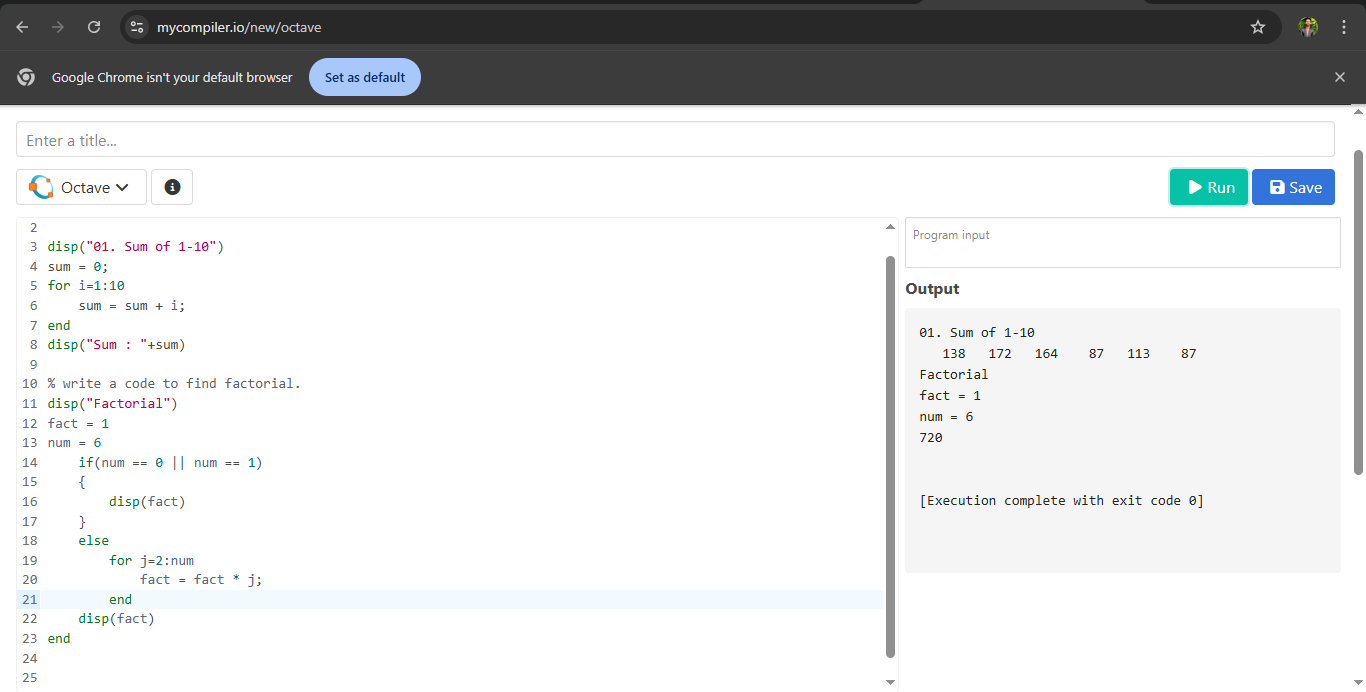 mycompiler.io/new/octave
Google Chrome isn't your default browser
Set as default
Enter a title...
Octave
Run
Save
2
3 disp("01. Sum of 1-10")
4 sum = 0;
5 for i=1:10
6     sum = sum + i;
7 end
8 disp("Sum : "+sum)
9
10 % write a code to find factorial.
11 disp("Factorial")
12 fact = 1
13 num = 6
14     if(num == 0 || num == 1)
15     {
16         disp(fact)
17     }
18     else
19         for j=2:num
20             fact = fact * j;
21         end
22     disp(fact)
23 end
24
25
Program input
Output
01. Sum of 1-10
   138   172   164    87   113    87
Factorial
fact = 1
num = 6
720
[Execution complete with exit code 0]